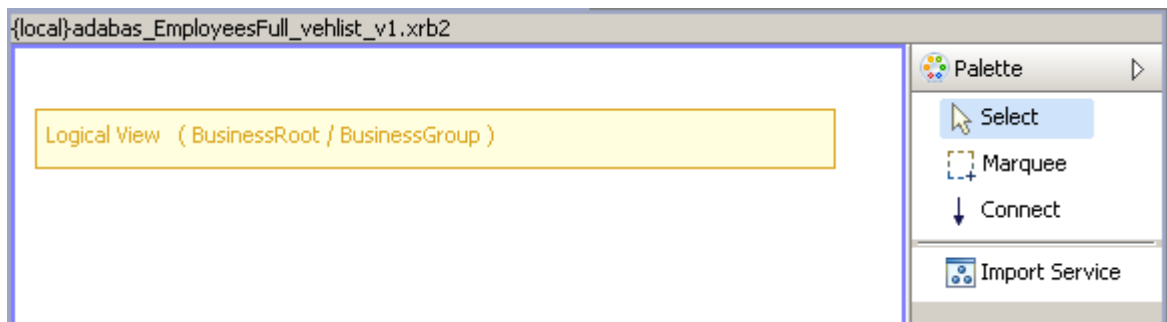 {local}adabas_EmployeesFull_vehlist_v1.xrb2
Palette
Select
Logical View ( BusinessRoot / BusinessGroup )
Marquee
Connect
Import Service